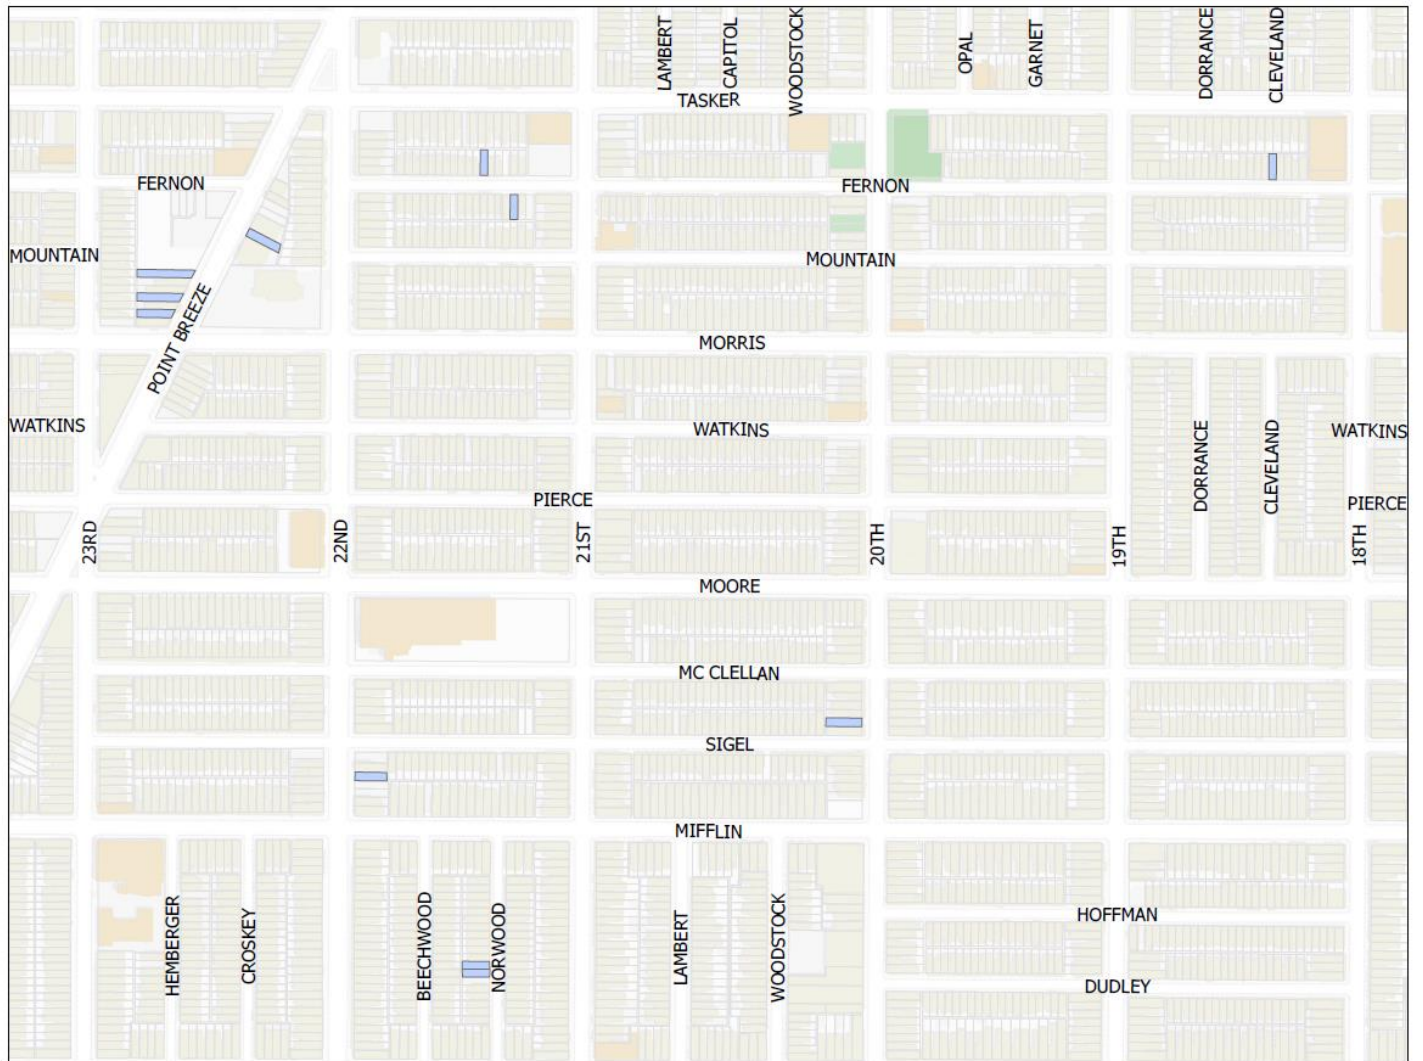 LAMBERT
CAPITOL
WOODSTOCK
OPAL
GARNET
DORRANCE
CLEVELAND
TASKER
FERNON
FERNON
MOUNTAIN
MOUNTAIN
POINT BREEZE
MORRIS
WATKINS
WATKINS
DORRANCE
CLEVELAND
WATKINS
PIERCE
PIERCE
23RD
22ND
21ST
20TH
19TH
18TH
MOORE
MC CLELLAN
SIGEL
MIFFLIN
HEMBERGER
CROSKEY
BEECHWOOD
NORWOOD
LAMBERT
WOODSTOCK
HOFFMAN
DUDLEY